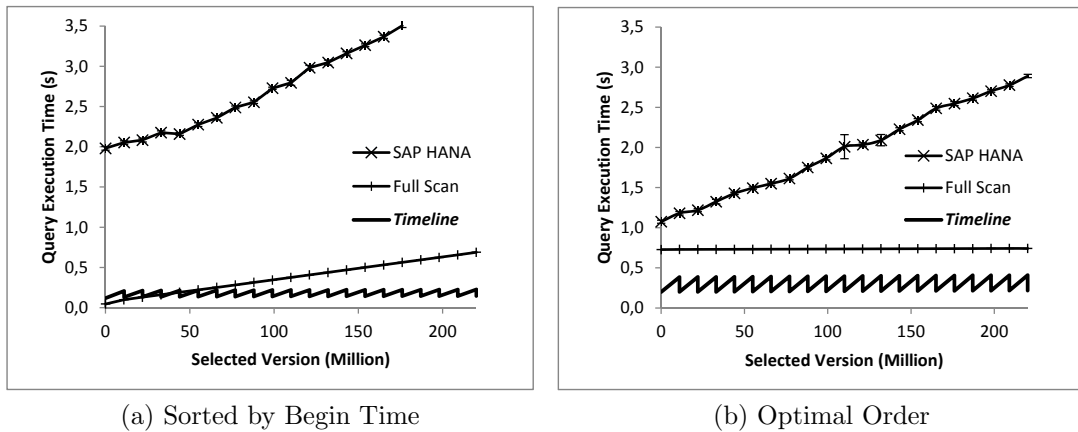 3,5
3,0
2,5
2,0
1,5
1,0
0,5
0,0
Query Execution Time (s)
SAP HANA
Full Scan
Timeline
0 50 100 150 200
Selected Version (Million)
(a) Sorted by Begin Time
3,5
3,0
2,5
2,0
1,5
1,0
0,5
0,0
Query Execution Time (s)
SAP HANA
Full Scan
Timeline
0 50 100 150 200
Selected Version (Million)
(b) Optimal Order